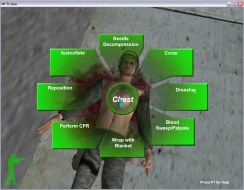 Needle
Decompression
Auscultate
Cover
Reposition
Dressing
Chest
Perform CPR
Blood
Sweep/Palpate
Wrap with
Blanket
Press F1 for Help